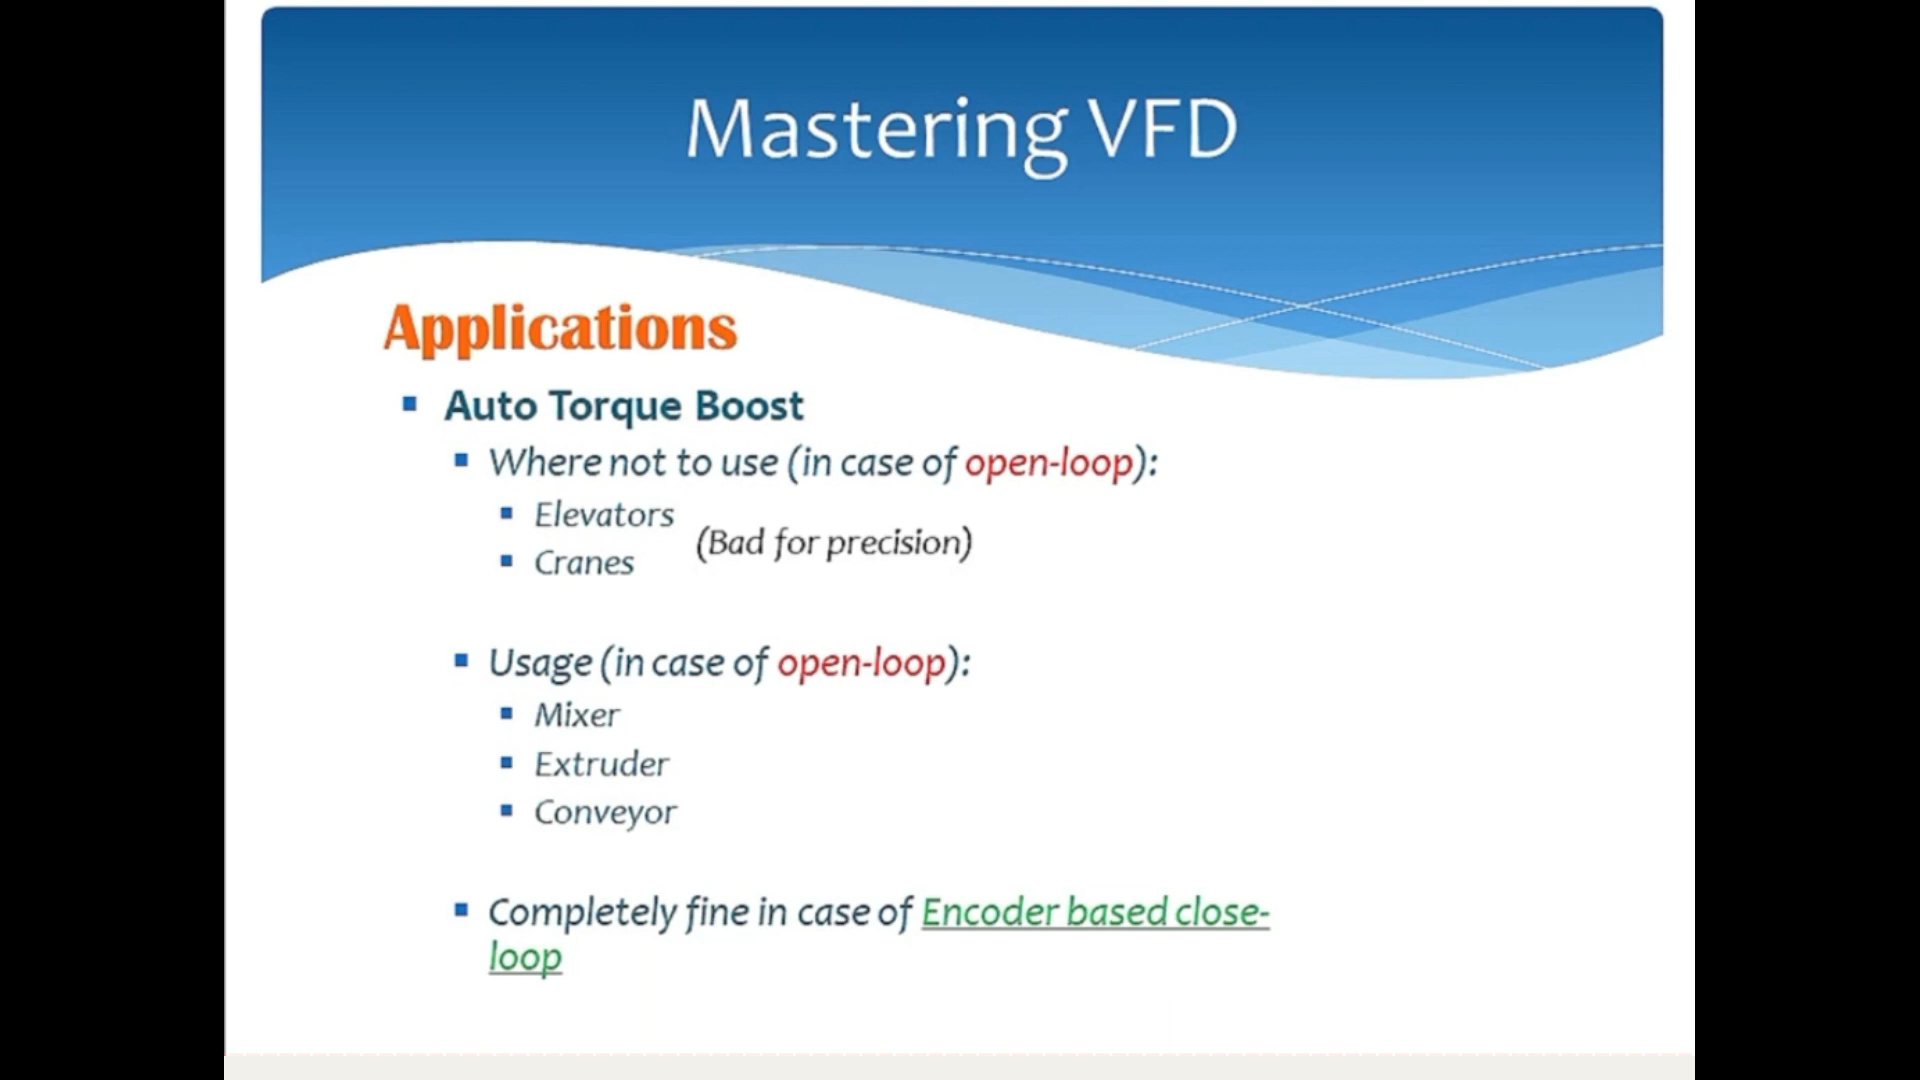 Mastering VFD
Applications
Auto Torque Boost
Where not to use (in case of open-loop):
Elevators
(Bad for precision)
Cranes
Usage (in case of open-loop):
Mixer
Extruder
Conveyor
Completely fine in case of Encoder based close-
loop